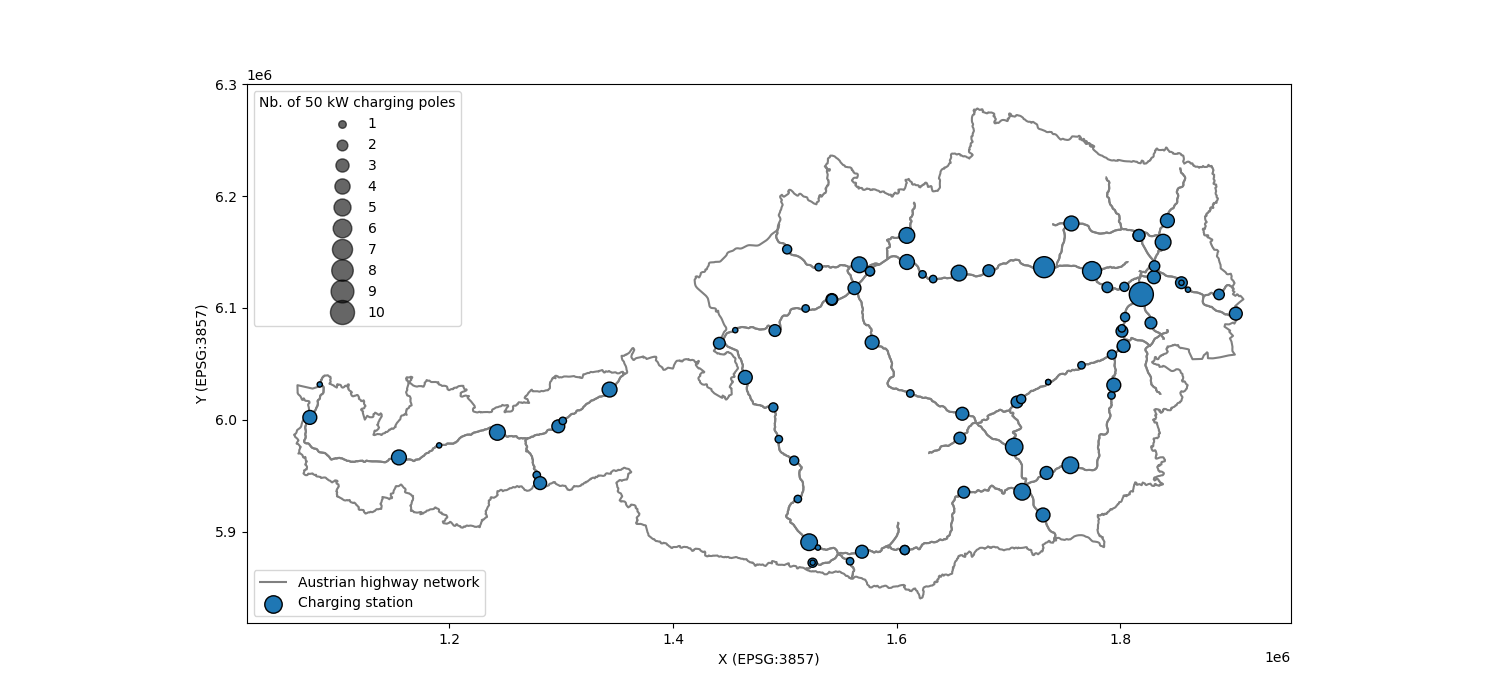 1e6
6.3
6.2
6.1
6.0
5.9
Y (EPSG:3857)
Nb. of 50 kW charging poles
1
2
3
4
5
6
7
8
9
10
Austrian highway network
Charging station
1.2
1.4
1.6
1.8
1e6
X (EPSG:3857)